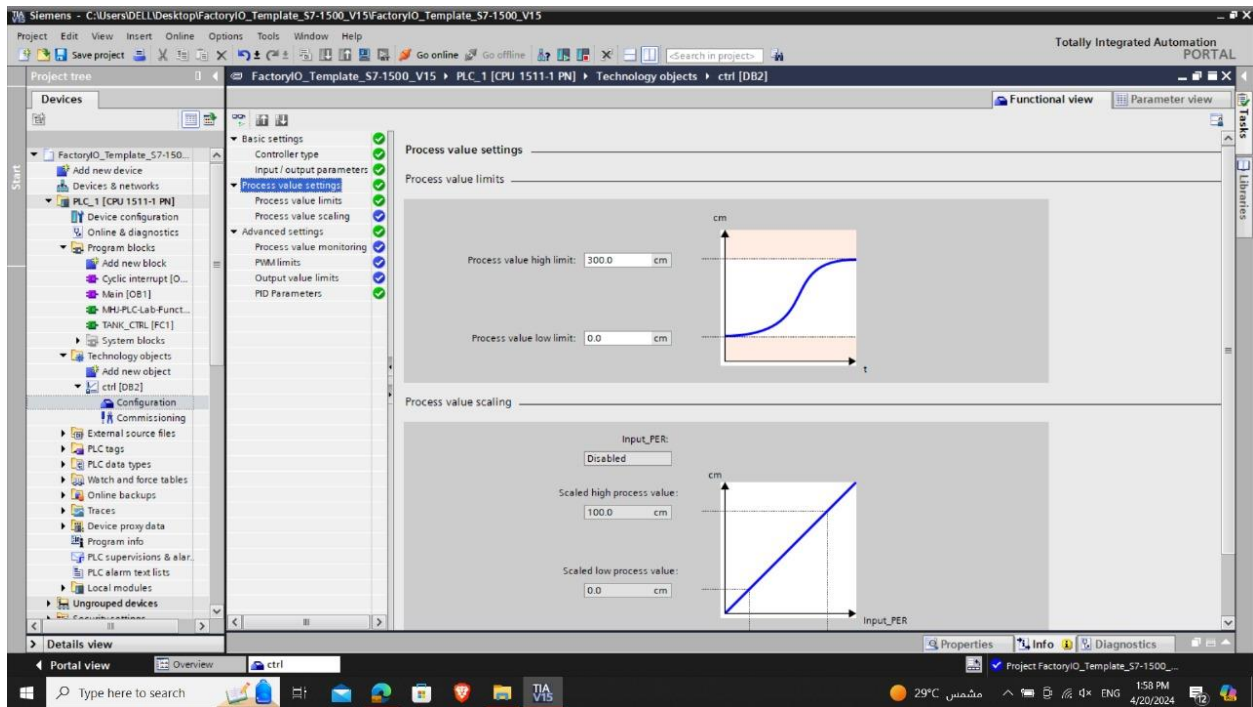 Siemens - C:\Users\DELL\Desktop\FactoryIO_Template_S7-1500_V15\FactoryIO_Template_S7-1500_V15
Project Edit View Insert Online Options Tools Window Help
Totally Integrated Automation
PORTAL
Save project Go online Go offline <Search in project>
Project tree
FactoryIO_Template_S7-1500_V15 PLC_1 [CPU 1511-1 PN] Technology objects ctrl [DB2]
Devices
Functional view Parameter view
Start
FactoryIO_Template_S7-150...
Add new device
Devices & networks
PLC_1 [CPU 1511-1 PN]
Device configuration
Online & diagnostics
Program blocks
Add new block
Cyclic interrupt [O...
Main [OB1]
MHJ-PLC-Lab-Funct...
TANK_CTRL [FC1]
System blocks
Technology objects
Add new object
ctrl [DB2]
Configuration
Commissioning
External source files
PLC tags
PLC data types
Watch and force tables
Online backups
Traces
Device proxy data
Program info
PLC supervisions & alar...
PLC alarm text lists
Local modules
Ungrouped devices
Details view
Basic settings
Controller type
Input / output parameters
Process value settings
Process value limits
Process value scaling
Advanced settings
Process value monitoring
PWM limits
Output value limits
PID Parameters
Process value settings
Process value limits
cm
Process value high limit: 300.0 cm
Process value low limit: 0.0 cm
t
Process value scaling
Input_PER:
Disabled
cm
Scaled high process value:
100.0 cm
Scaled low process value:
0.0 cm
Input_PER
Tasks
Libraries
Properties Info Diagnostics
Portal view Overview ctrl
Project FactoryIO_Template_S7-1500_...
Type here to search
TIA
V15
29°C مشمس
ENG
1:58 PM
4/20/2024
12